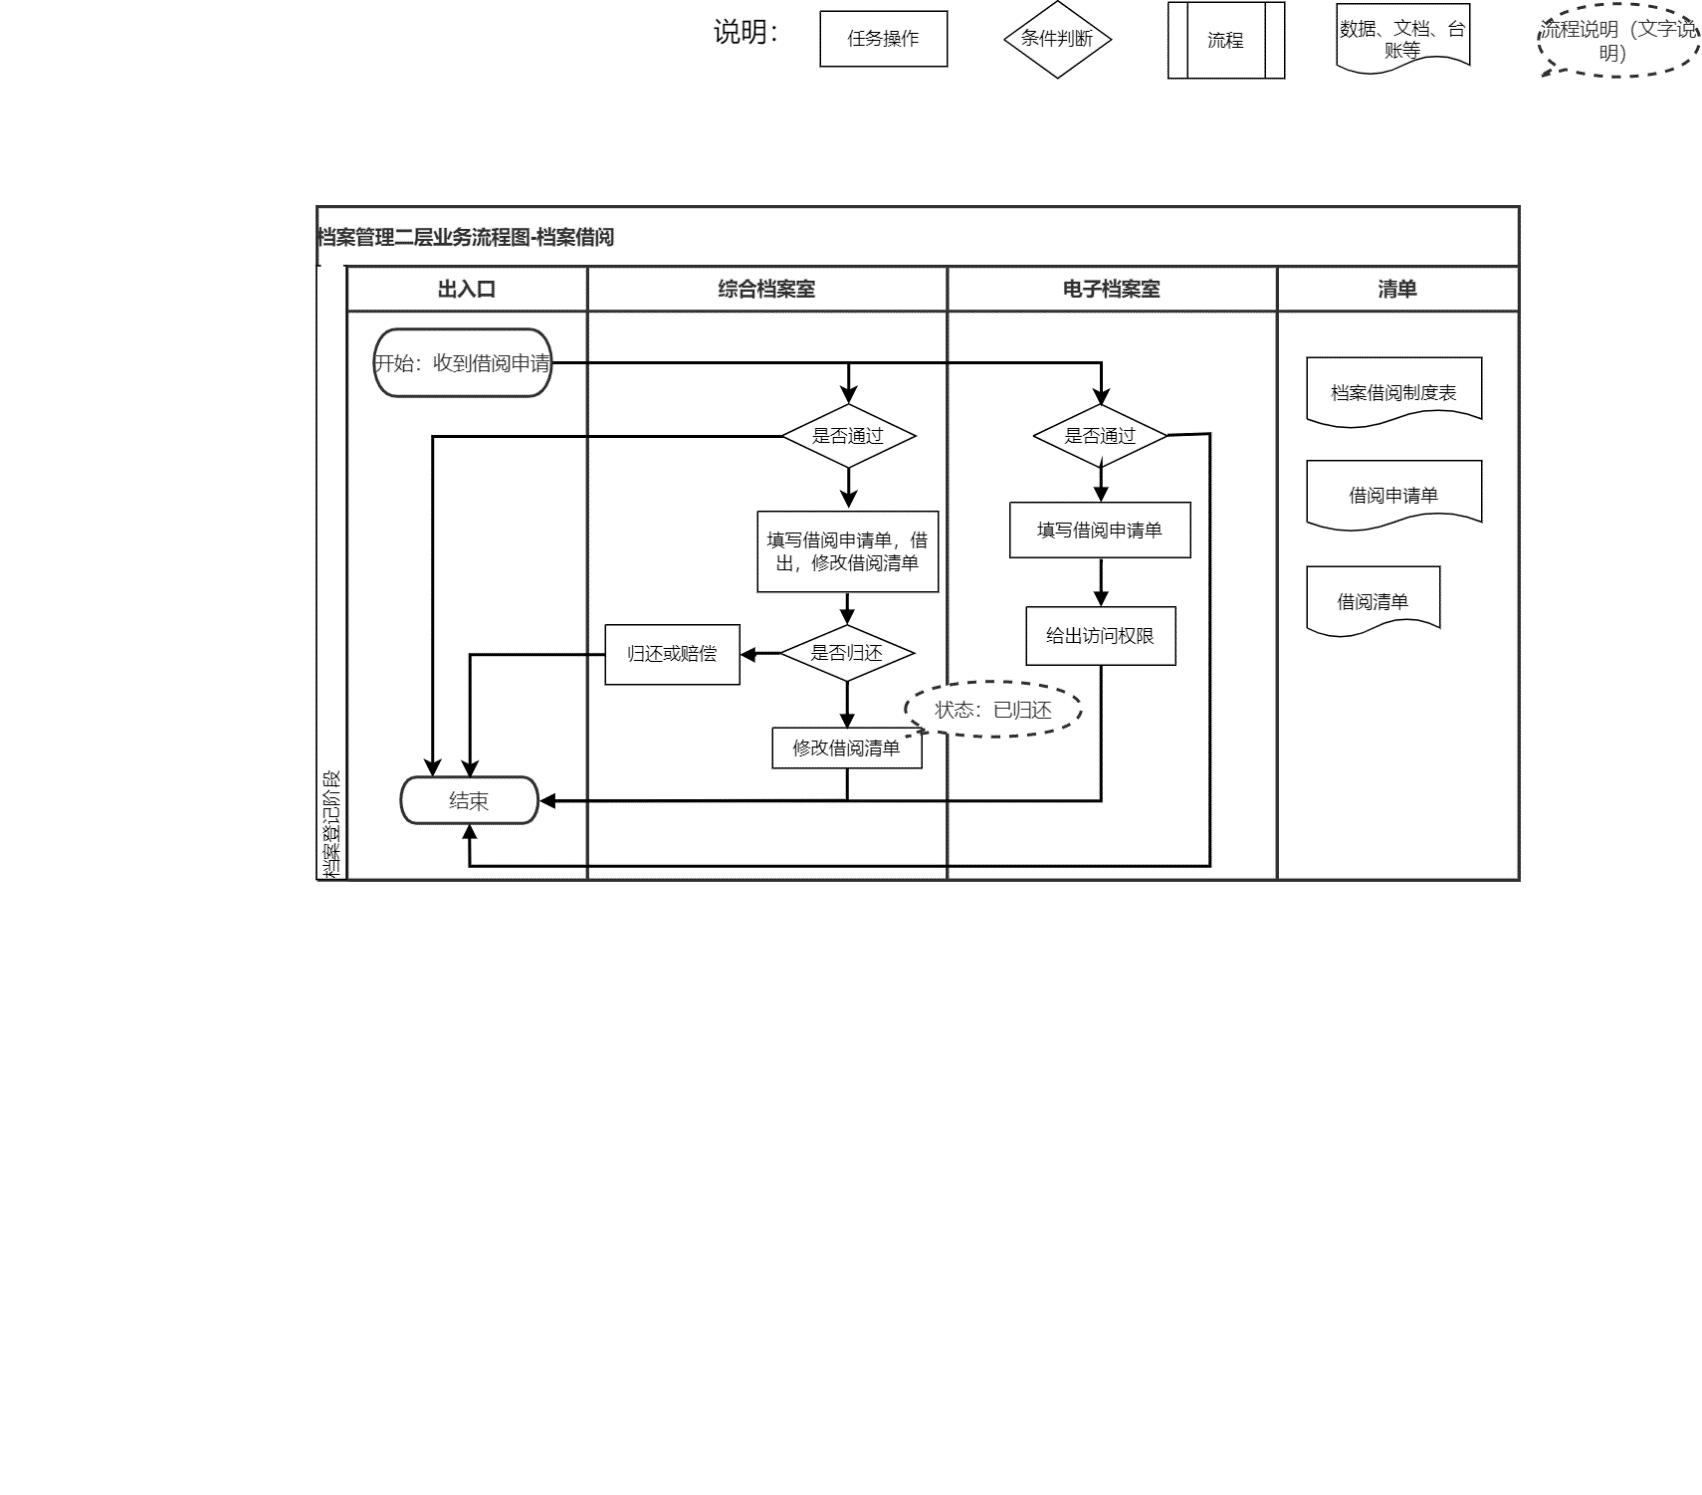 说明：
任务操作
条件判断
流程
数据、文档、台
账等
流程说明（文字说
明）
档案管理二层业务流程图-档案借阅
出入口
综合档案室
电子档案室
清单
开始：收到借阅申请
是否通过
是否通过
档案借阅制度表
借阅申请单
填写借阅申请单，借
出，修改借阅清单
填写借阅申请单
借阅清单
归还或赔偿
是否归还
给出访问权限
状态：已归还
修改借阅清单
结束
档案登记阶段